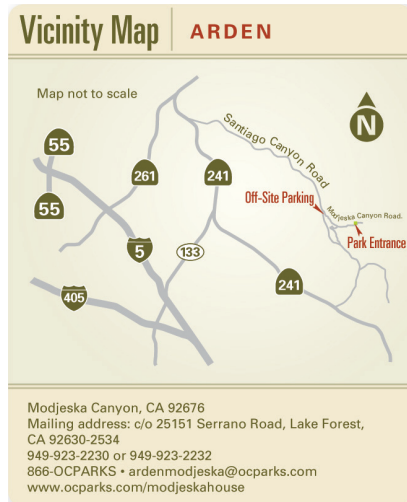 Vicinity Map | ARDEN
Map not to scale
N
Santiago Canyon Road
55
55
261
241
Off-Site Parking
Modjeska Canyon Road.
Park Entrance
5
133
241
405
Modjeska Canyon, CA 92676
Mailing address: c/o 25151 Serrano Road, Lake Forest,
CA 92630-2534
949-923-2230 or 949-923-2232
866-OCPARKS • ardenmodjeska@ocparks.com
www.ocparks.com/modjeskahouse